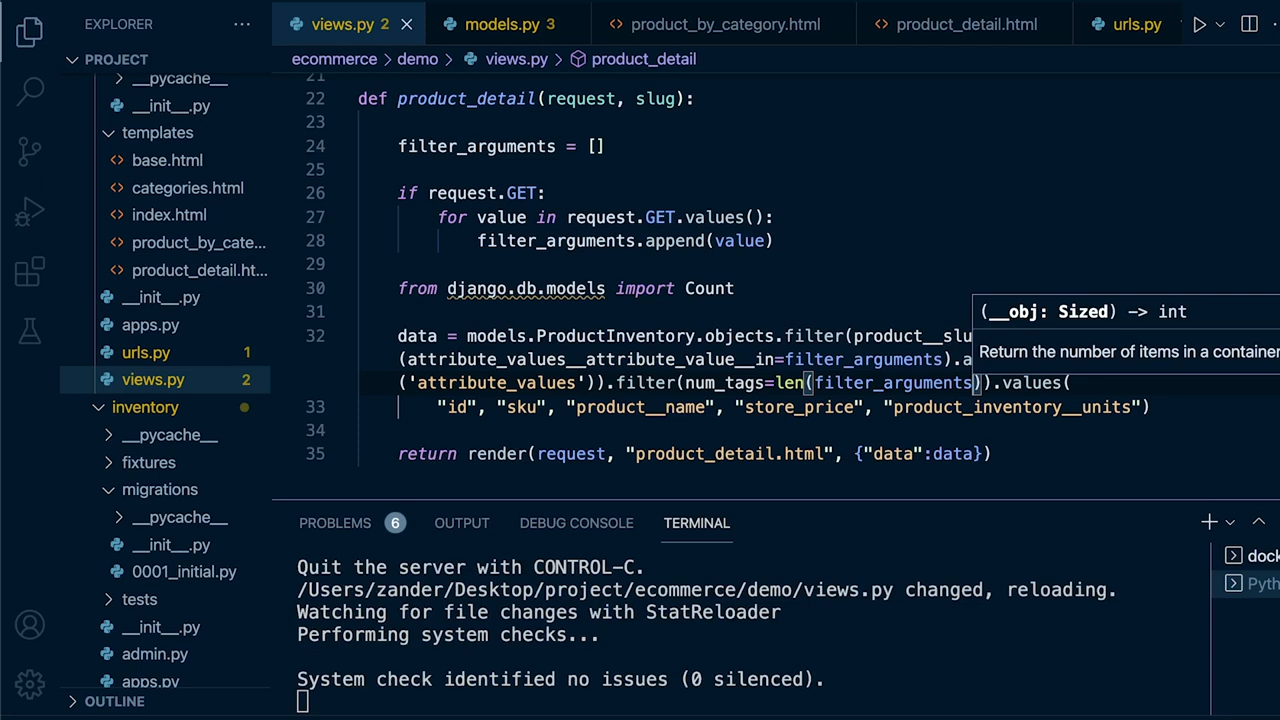 EXPLORER
views.py 2
models.py 3
product_by_category.html
product_detail.html
urls.py
PROJECT
ecommerce > demo > views.py > product_detail
__pycache__
__init__.py
templates
base.html
categories.html
index.html
product_by_cate...
product_detail.ht...
__init__.py
apps.py
urls.py 1
views.py 2
inventory
__pycache__
fixtures
migrations
__pycache__
__init__.py
0001_initial.py
tests
__init__.py
admin.py
apps.py
OUTLINE
21
22 def product_detail(request, slug):
23
24 filter_arguments = []
25
26 if request.GET:
27 for value in request.GET.values():
28 filter_arguments.append(value)
29
30 from django.db.models import Count
31
32 data = models.ProductInventory.objects.filter(product__slu
(attribute_values__attribute_value__in=filter_arguments).a
('attribute_values')).filter(num_tags=len(filter_arguments)).values(
33 "id", "sku", "product__name", "store_price", "product_inventory__units")
34
35 return render(request, "product_detail.html", {"data":data})
(__obj: Sized) -> int
Return the number of items in a container
PROBLEMS 6 OUTPUT DEBUG CONSOLE TERMINAL
Quit the server with CONTROL-C.
/Users/zander/Desktop/project/ecommerce/demo/views.py changed, reloading.
Watching for file changes with StatReloader
Performing system checks...
System check identified no issues (0 silenced).
dock
Pyth